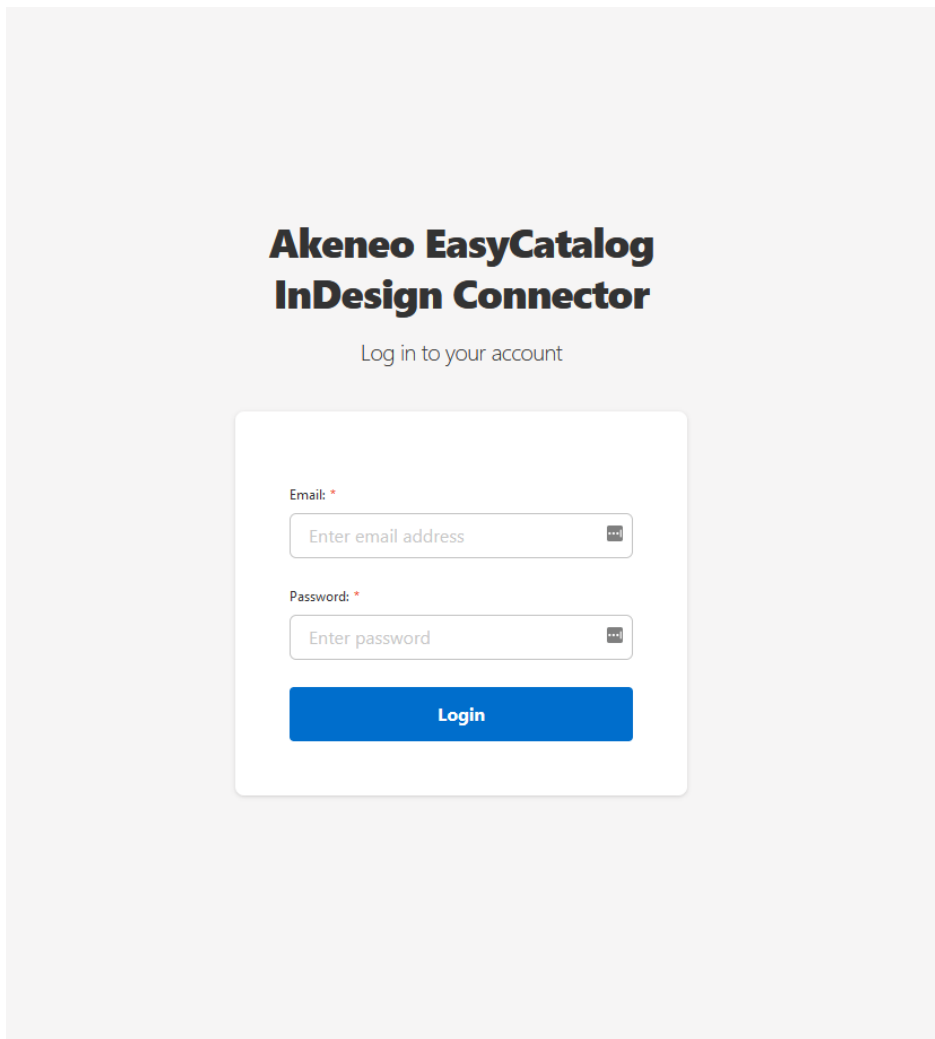 Akeneo EasyCatalog
InDesign Connector
Log in to your account
Email: *
Enter email address
Password: *
Enter password
Login